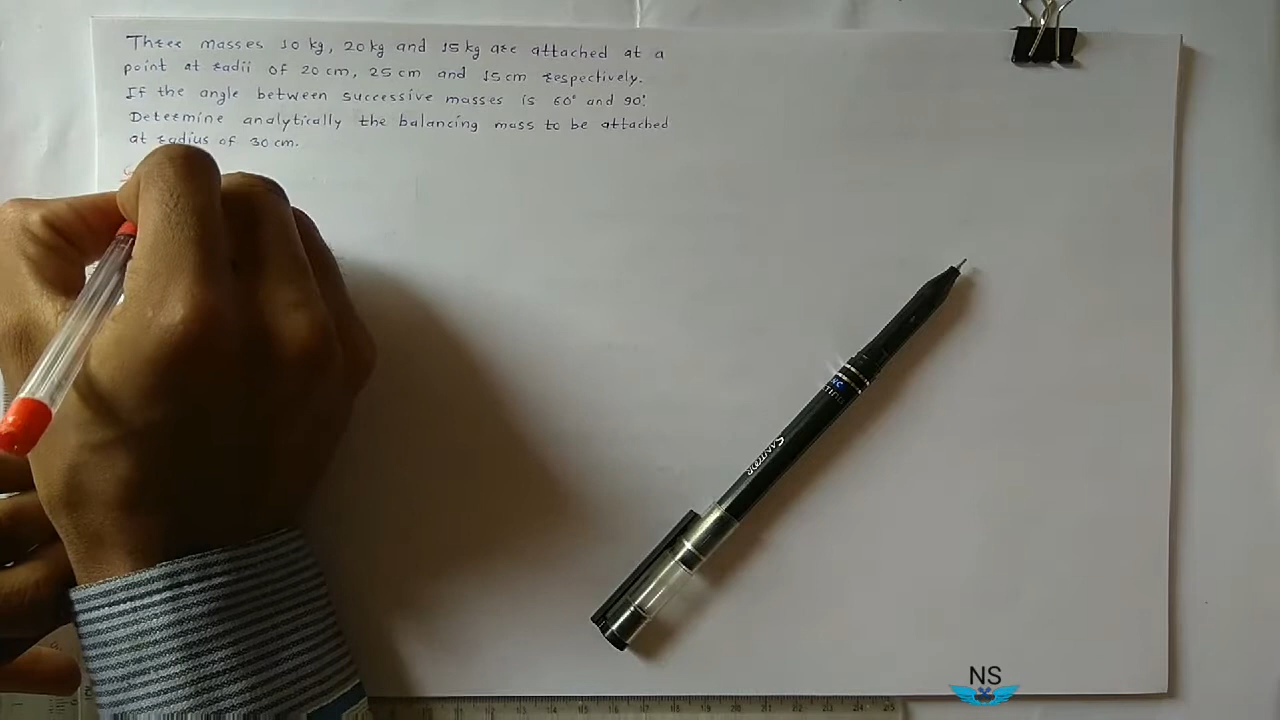 Three masses 10 kg, 20 kg and 15 kg are attached at a
point at radii of 20 cm, 25 cm and 15 cm respectively.
If the angle between successive masses is 60° and 90°.
Determine analytically the balancing mass to be attached
at radius of 30 cm.
SANTOR
NS